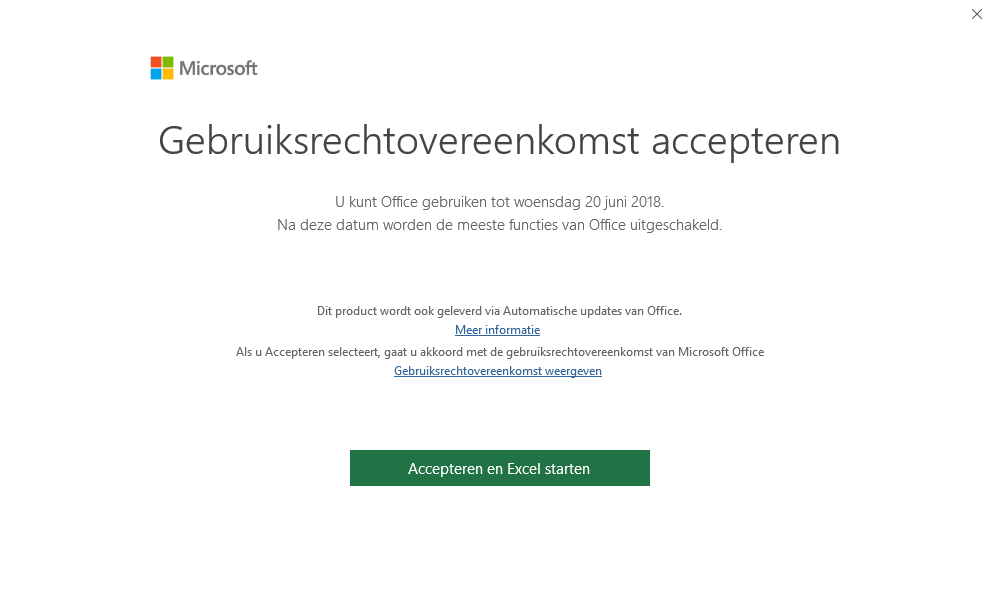 Microsoft
Gebruiksrechtovereenkomst accepteren
U kunt Office gebruiken tot woensdag 20 juni 2018.
Na deze datum worden de meeste functies van Office uitgeschakeld.
Dit product wordt ook geleverd via Automatische updates van Office.
Meer informatie
Als u Accepteren selecteert, gaat u akkoord met de gebruiksrechtovereenkomst van Microsoft Office
Gebruiksrechtovereenkomst weergeven
Accepteren en Excel starten